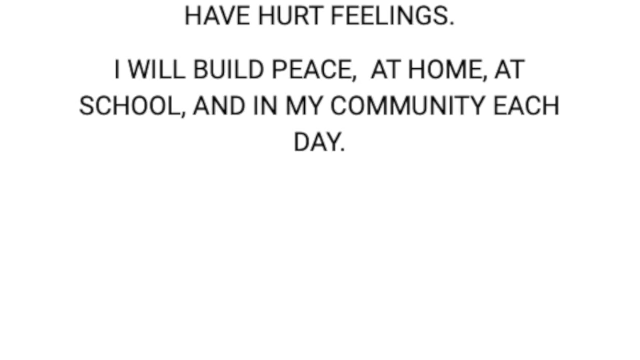 HAVE HURT FEELINGS.
I WILL BUILD PEACE,  AT HOME, AT
SCHOOL, AND IN MY COMMUNITY EACH
DAY.